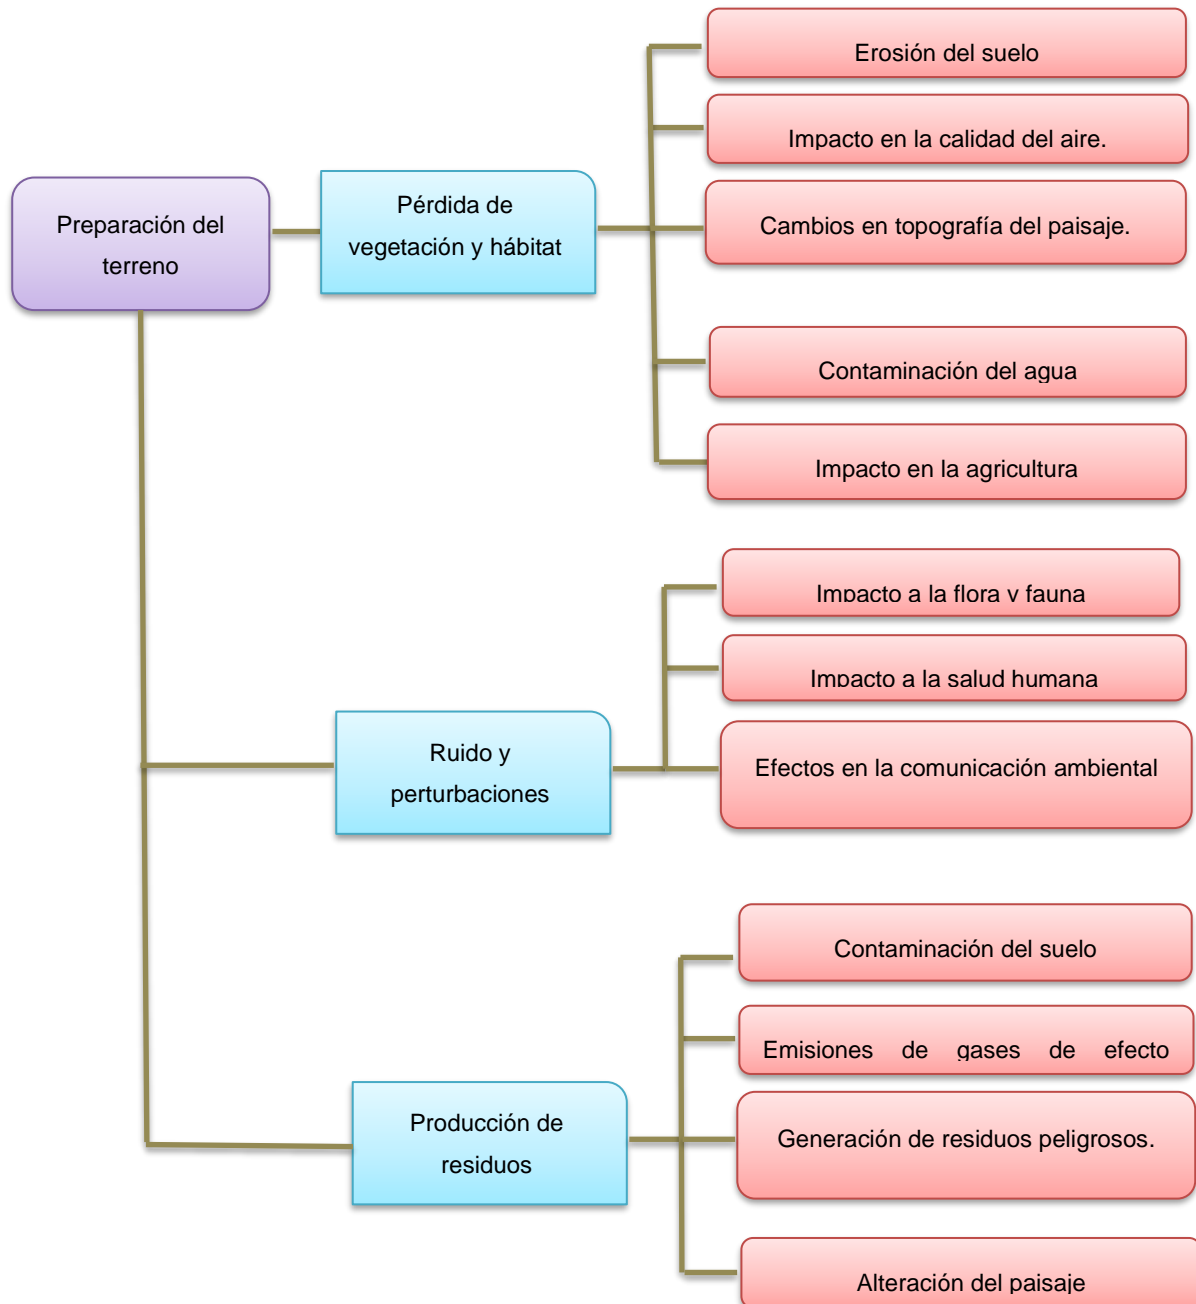 Preparación del
terreno
Pérdida de
vegetación y hábitat
Erosión del suelo
Impacto en la calidad del aire.
Cambios en topografía del paisaje.
Contaminación del agua
Impacto en la agricultura
Ruido y
perturbaciones
Impacto a la flora y fauna
Impacto a la salud humana
Efectos en la comunicación ambiental
Producción de
residuos
Contaminación del suelo
Emisiones de gases de efecto
Generación de residuos peligrosos.
Alteración del paisaje